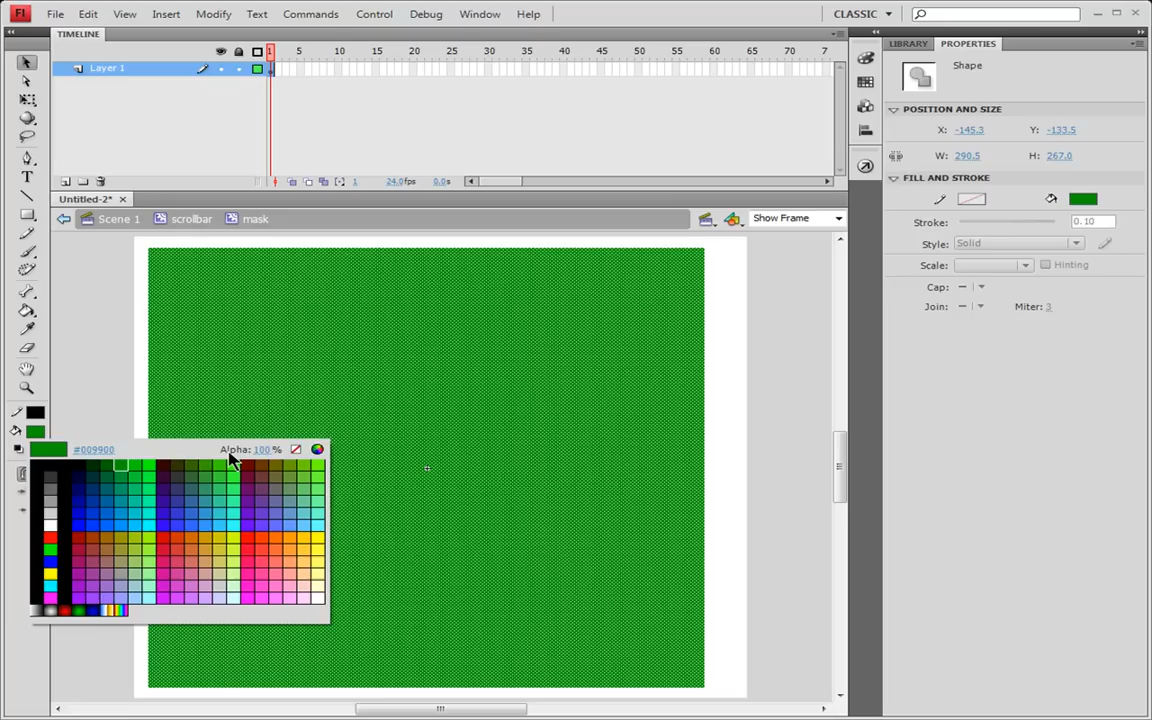 Fl File Edit View Insert Modify Text Commands Control Debug Window Help CLASSIC
TIMELINE
1 5 10 15 20 25 30 35 40 45 50 55 60 65 70 7
Layer 1
1 24.0fps 0.0s
Untitled-2*
Scene 1 scrollbar mask Show Frame
#009900 Alpha: 100 %
LIBRARY PROPERTIES
Shape
POSITION AND SIZE
X: -145.3 Y: -133.5
W: 290.5 H: 267.0
FILL AND STROKE
Stroke: 0.10
Style: Solid
Scale: Hinting
Cap: Join: Miter: 3